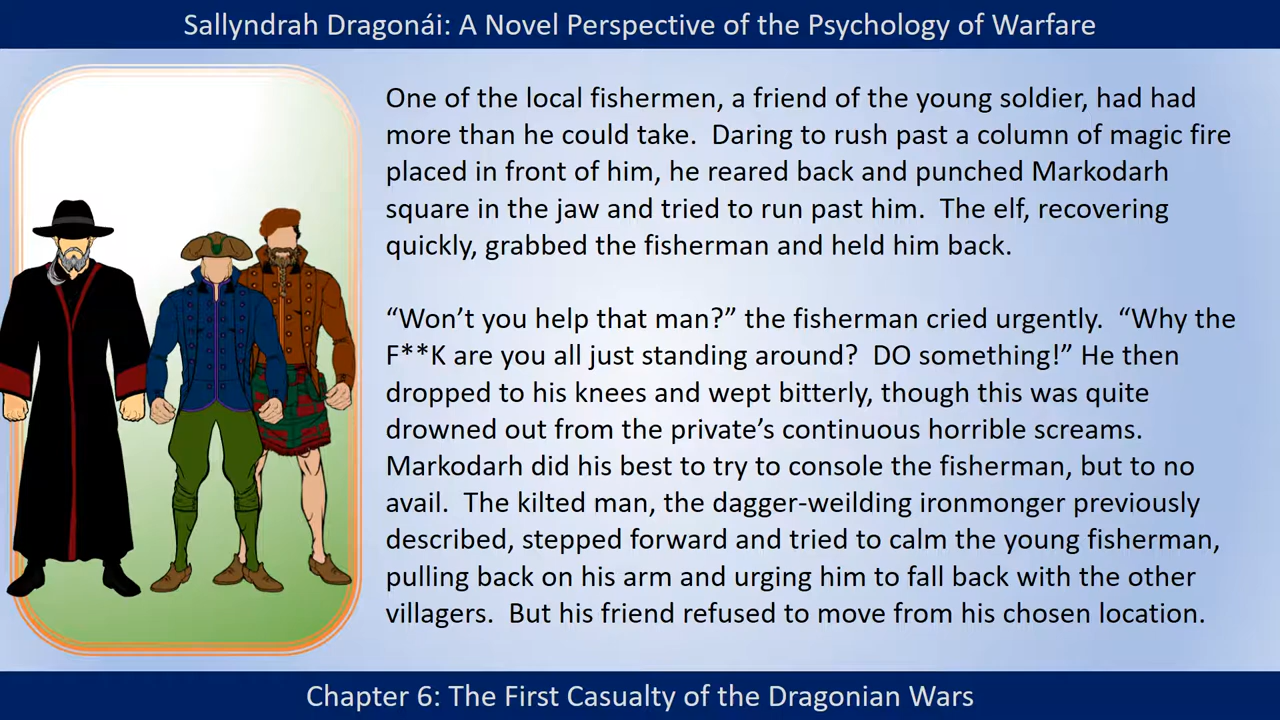 Sallyndrah Dragonái: A Novel Perspective of the Psychology of Warfare
One of the local fishermen, a friend of the young soldier, had had
more than he could take.  Daring to rush past a column of magic fire
placed in front of him, he reared back and punched Markodarh
square in the jaw and tried to run past him.  The elf, recovering
quickly, grabbed the fisherman and held him back.
“Won’t you help that man?” the fisherman cried urgently.  “Why the
F**K are you all just standing around?  DO something!” He then
dropped to his knees and wept bitterly, though this was quite
drowned out from the private’s continuous horrible screams.
Markodarh did his best to try to console the fisherman, but to no
avail.  The kilted man, the dagger-weilding ironmonger previously
described, stepped forward and tried to calm the young fisherman,
pulling back on his arm and urging him to fall back with the other
villagers.  But his friend refused to move from his chosen location.
Chapter 6: The First Casualty of the Dragonian Wars